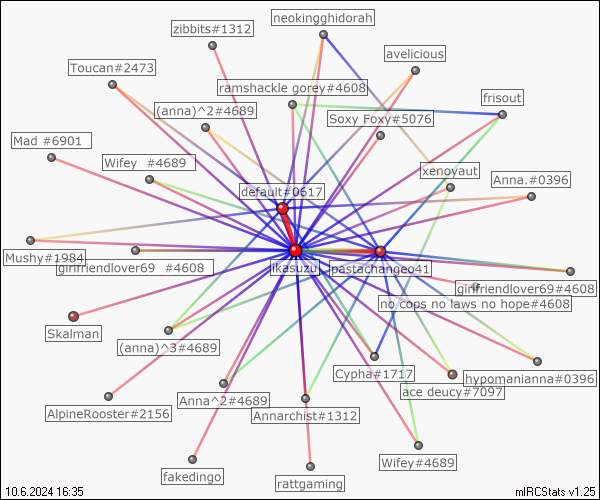 neokingghidorah
zibbits#1312
avelicious
Toucan#2473
ramshackle gorey#4608
frisout
(anna)^2#4689
Soxy Foxy#5076
Mad #6901
Wifey #4689
xenoyaut
Anna.#0396
default#0617
Mushy#1984
girlfriendlover69 #4608
ikasuzuj
pastachangeo41
girlfriendlover69#4608
no cops no laws no hope#4608
Skalman
(anna)^3#4689
Cypha#1717
hypomanianna#0396
ace deucy#7097
AlpineRooster#2156
Anna^2#4689
Annarchist#1312
fakedingo
Wifey#4689
rattgaming
10.6.2024 16:35
mIRCStats v1.25